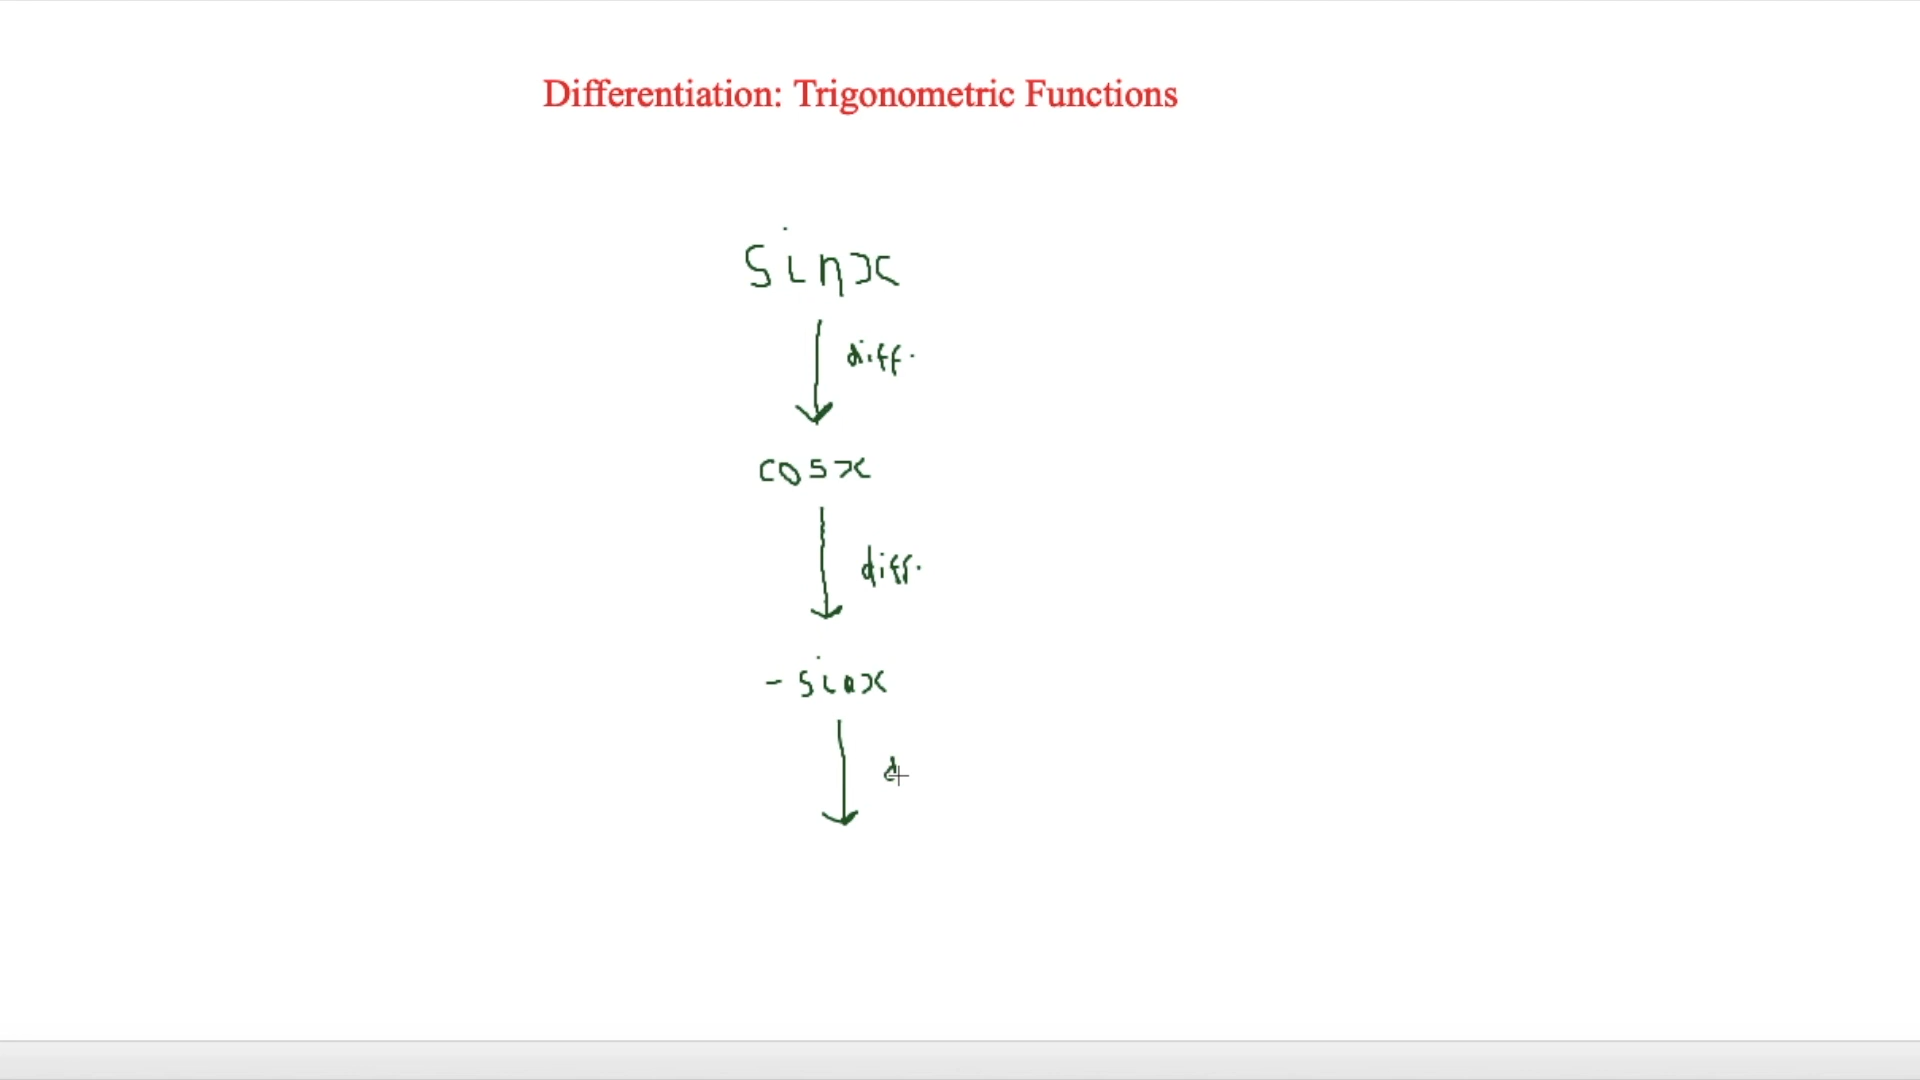 Differentiation: Trigonometric Functions
sinx
diff.
cosx
diff.
- sinx
d